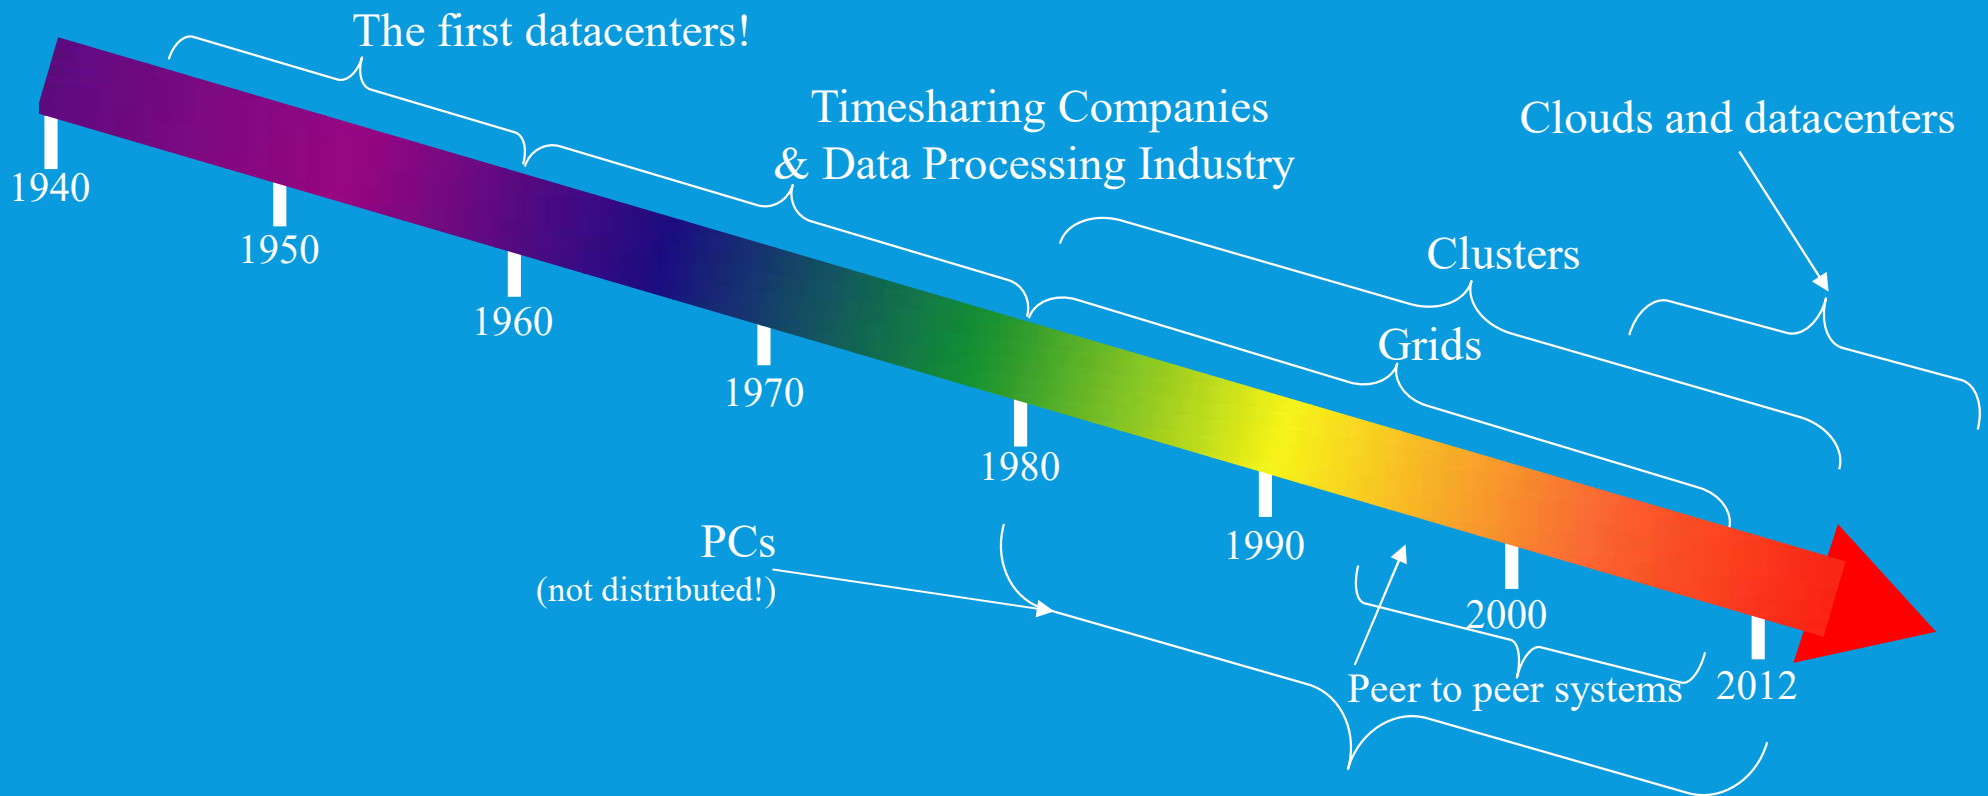 The first datacenters!
Timesharing Companies
& Data Processing Industry
Clouds and datacenters
Clusters
Grids
1940
1950
1960
1970
1980
1990
2000
2012
PCs
(not distributed!)
Peer to peer systems